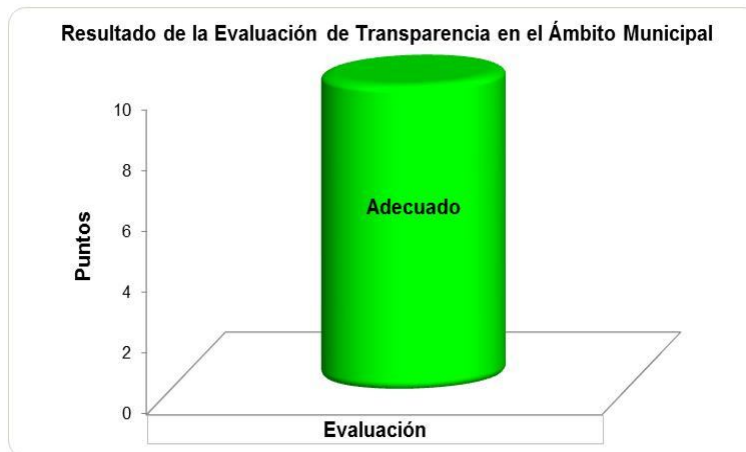 Resultado de la Evaluación de Transparencia en el Ámbito Municipal
10
8
6
4
2
0
Puntos
Adecuado
Evaluación